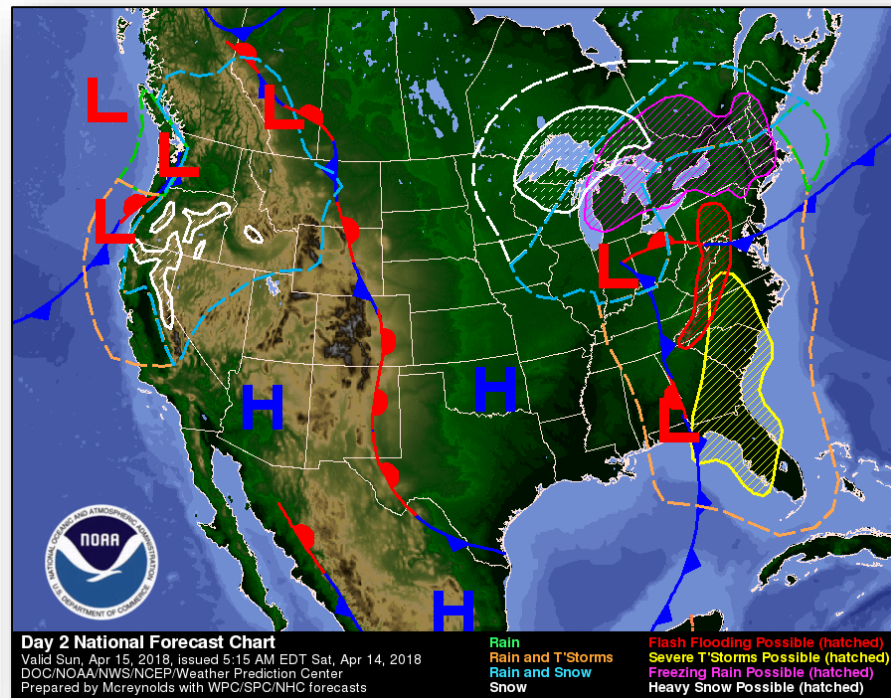 L
L
L
L
L
L
H
H
H
NATIONAL OCEANIC AND ATMOSPHERIC ADMINISTRATION
NOAA
U.S. DEPARTMENT OF COMMERCE
Day 2 National Forecast Chart
Valid Sun, Apr 15, 2018, issued 5:15 AM EDT Sat, Apr 14, 2018
DOC/NOAA/NWS/NCEP/Weather Prediction Center
Prepared by Mcreynolds with WPC/SPC/NHC forecasts
Rain
Rain and T'Storms
Rain and Snow
Snow
Flash Flooding Possible (hatched)
Severe T'Storms Possible (hatched)
Freezing Rain Possible (hatched)
Heavy Snow Possible (hatched)